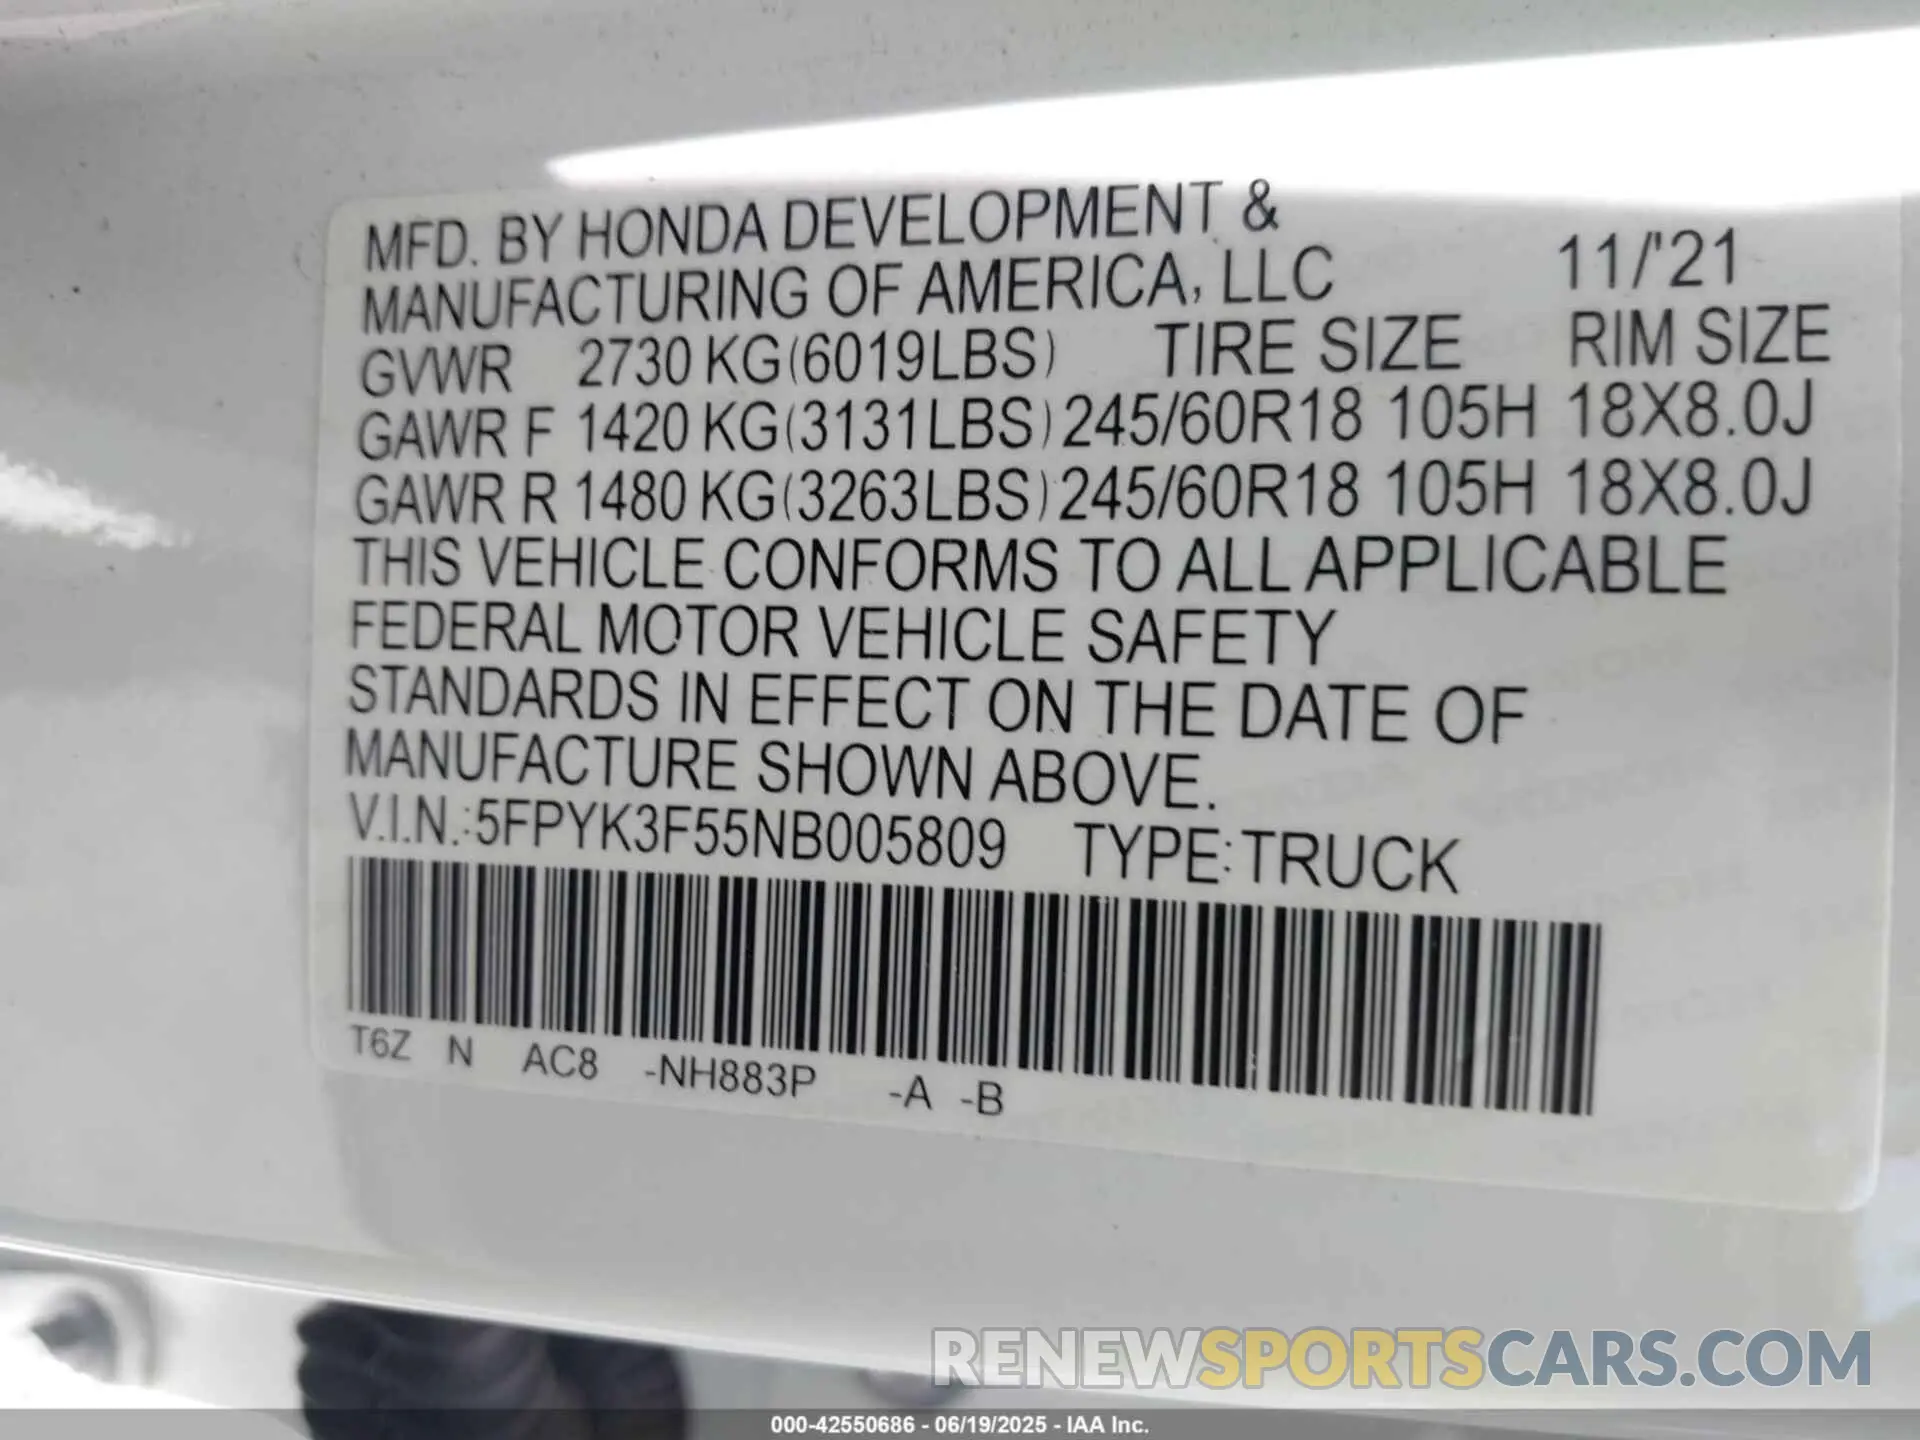 MFD. BY HONDA DEVELOPMENT &
MANUFACTURING OF AMERICA, LLC 11/'21
GVWR 2730 KG(6019LBS) TIRE SIZE RIM SIZE
GAWR F 1420 KG(3131LBS) 245/60R18 105H 18X8.0J
GAWR R 1480 KG(3263LBS) 245/60R18 105H 18X8.0J
THIS VEHICLE CONFORMS TO ALL APPLICABLE
FEDERAL MOTOR VEHICLE SAFETY
STANDARDS IN EFFECT ON THE DATE OF
MANUFACTURE SHOWN ABOVE.
V.I.N.:5FPYK3F55NB005809 TYPE:TRUCK
T6Z N AC8 -NH883P -A -B
RENEWSPORTSCARS.COM
000-42550686 - 06/19/2025 - IAA Inc.